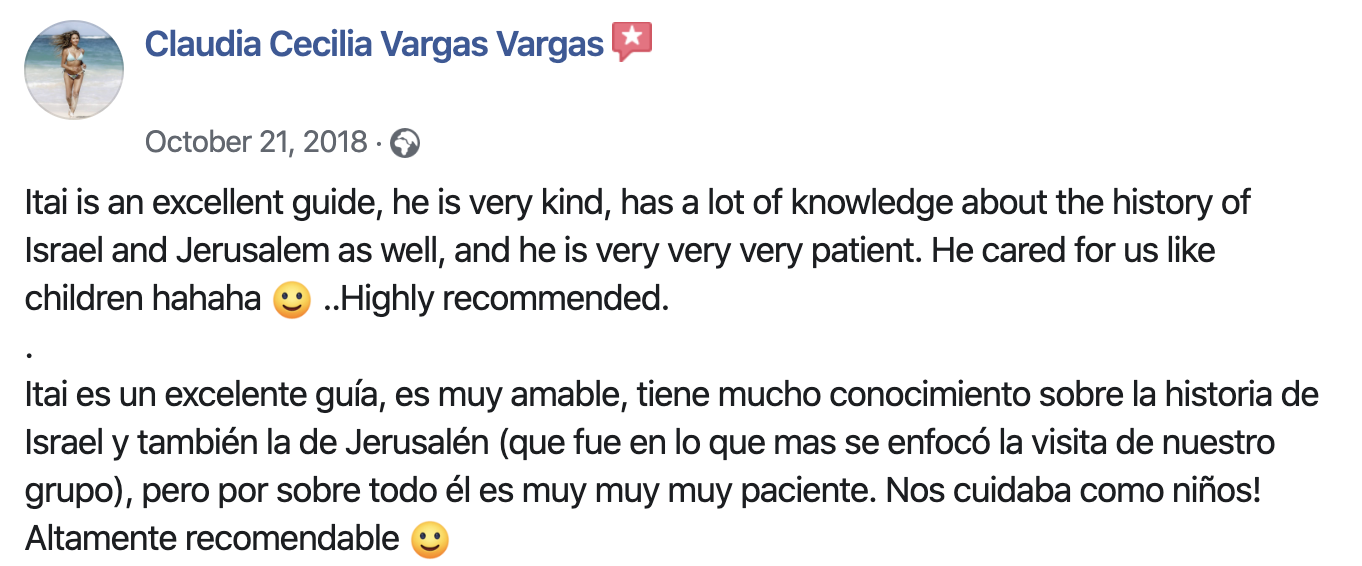 Claudia Cecilia Vargas Vargas
October 21, 2018 ·
Itai is an excellent guide, he is very kind, has a lot of knowledge about the history of
Israel and Jerusalem as well, and he is very very very patient. He cared for us like
children hahaha 🙂 ..Highly recommended.
.
Itai es un excelente guía, es muy amable, tiene mucho conocimiento sobre la historia de
Israel y también la de Jerusalén (que fue en lo que mas se enfocó la visita de nuestro
grupo), pero por sobre todo él es muy muy muy paciente. Nos cuidaba como niños!
Altamente recomendable 🙂